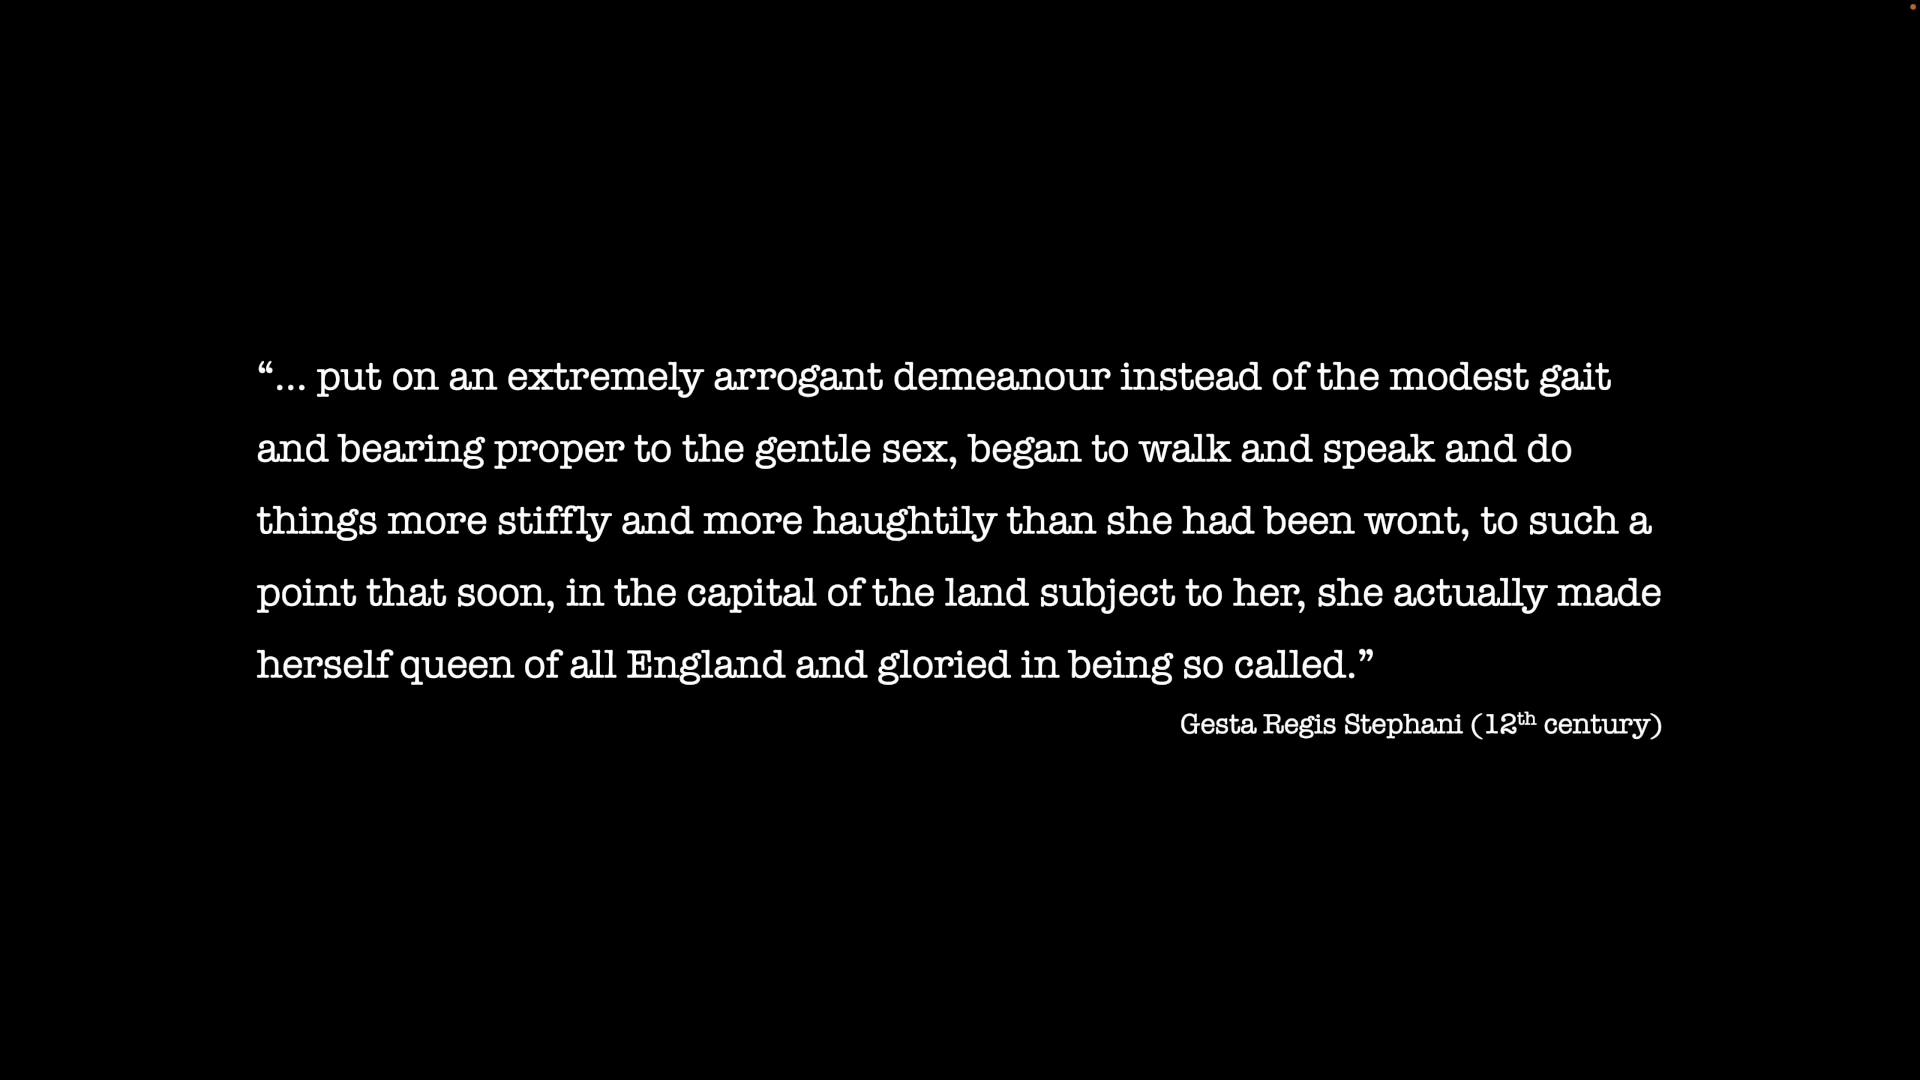 “... put on an extremely arrogant demeanour instead of the modest gait
and bearing proper to the gentle sex, began to walk and speak and do
things more stiffly and more haughtily than she had been wont, to such a
point that soon, in the capital of the land subject to her, she actually made
herself queen of all England and gloried in being so called.”
Gesta Regis Stephani (12th century)